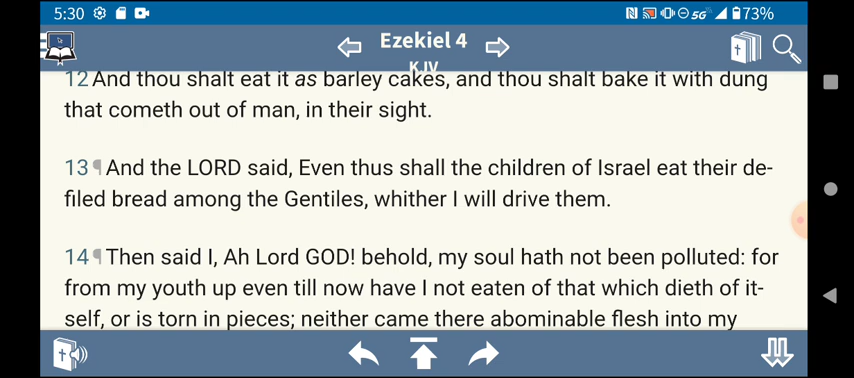 5:30 5G 73%
Ezekiel 4
KJV
12 And thou shalt eat it as barley cakes, and thou shalt bake it with dung
that cometh out of man, in their sight.
13 ¶ And the LORD said, Even thus shall the children of Israel eat their de-
filed bread among the Gentiles, whither I will drive them.
14 ¶ Then said I, Ah Lord GOD! behold, my soul hath not been polluted: for
from my youth up even till now have I not eaten of that which dieth of it-
self, or is torn in pieces; neither came there abominable flesh into my